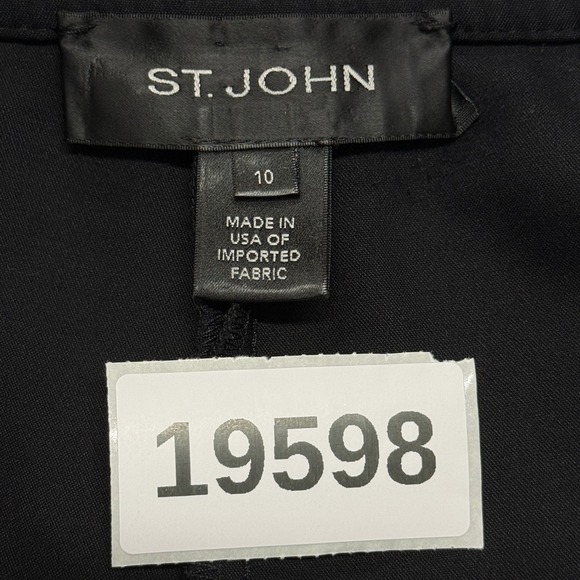 ST. JOHN
10
MADE IN
USA OF
IMPORTED
FABRIC
19598